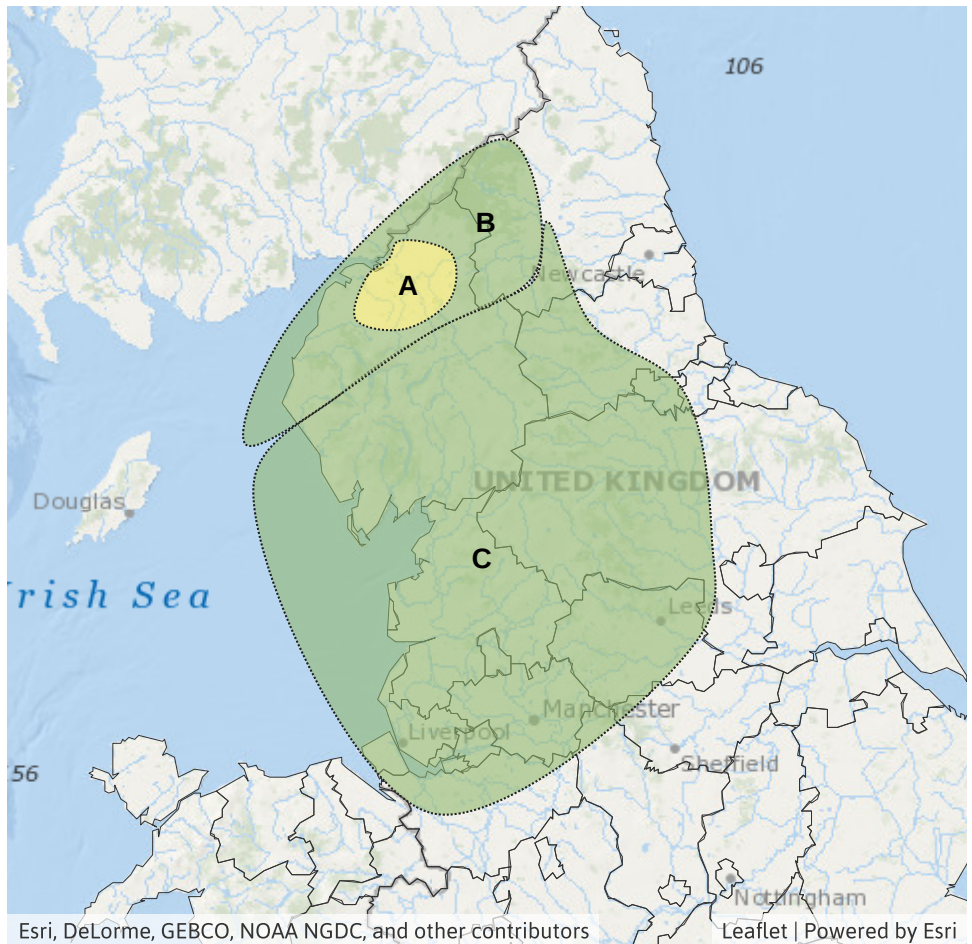 106
B
Newcastle
A
UNITED KINGDOM
Douglas
C
rish Sea
Leeds
Manchester
Liverpool
Sheffield
56
Nottingham
Esri, DeLorme, GEBCO, NOAA NGDC, and other contributors
Leaflet | Powered by Esri